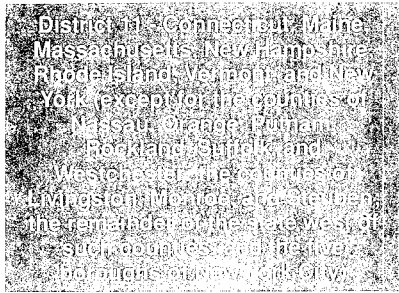 District 11 - Connecticut, Maine,
Massachusetts, New Hampshire,
Rhode Island, Vermont, and New
York (except for the counties of
Nassau, Orange, Putnam,
Rockland, Suffolk, and
Westchester; the counties of
Livingston, Monroe, and Steuben;
the remainder of the state west of
such counties; and the five
boroughs of New York City)